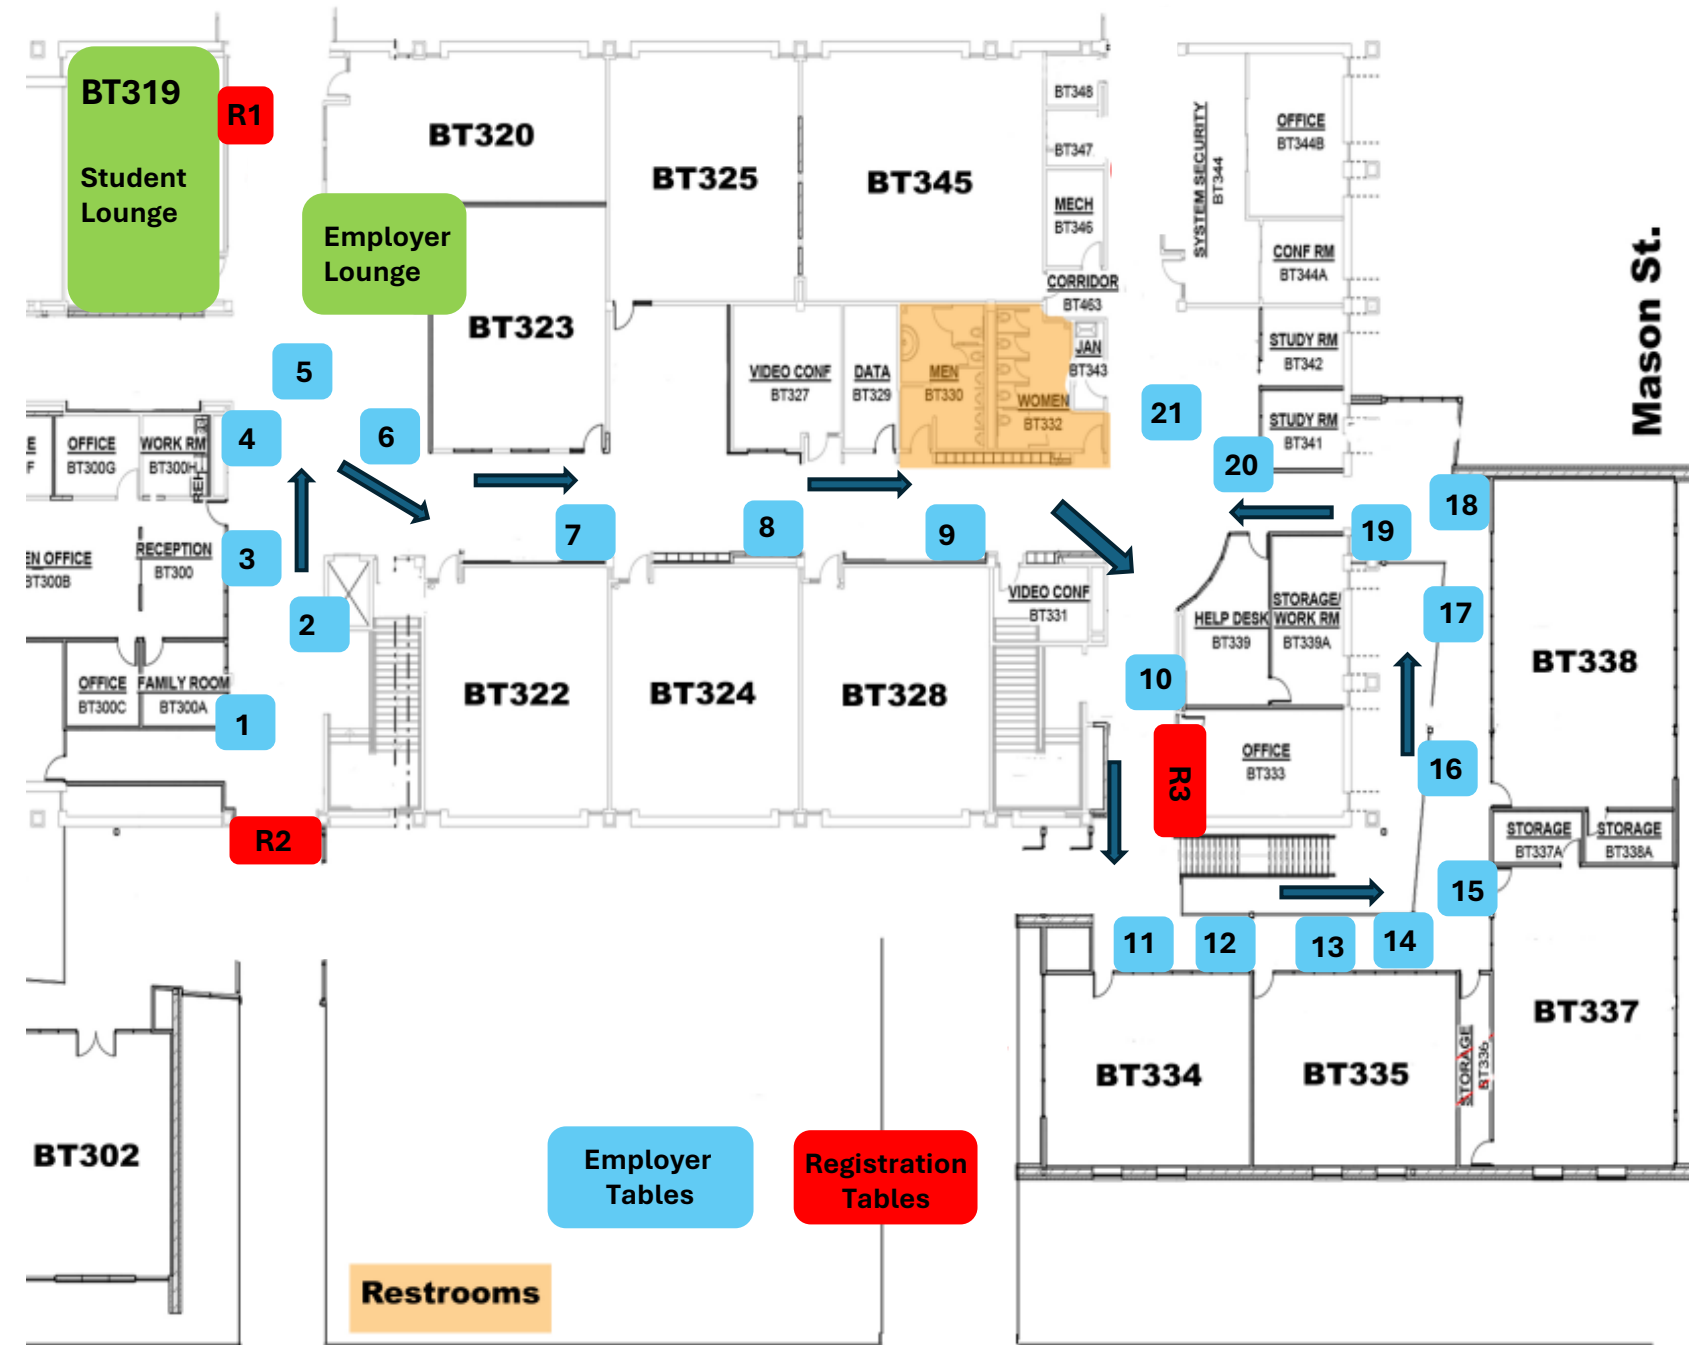 BT319
Student
Lounge
R1
BT320
BT325
BT345
BT348
BT347
MECH
BT346
CORRIDOR
BT463
SYSTEM SECURITY
BT344
OFFICE
BT344B
CONF RM
BT344A
STUDY RM
BT342
STUDY RM
BT341
Mason St.
Employer
Lounge
BT323
VIDEO CONF
BT327
DATA
BT329
MEN
BT330
WOMEN
BT332
JAN
BT343
5
4
6
21
20
18
19
7
8
9
3
2
1
17
16
15
10
E
F
OFFICE
BT300G
WORK RM
BT300H
REF
EN OFFICE
BT300B
RECEPTION
BT300
OFFICE
BT300C
FAMILY ROOM
BT300A
R2
BT322
BT324
BT328
VIDEO CONF
BT331
HELP DESK
BT339
STORAGE/
WORK RM
BT339A
R3
OFFICE
BT333
BT338
STORAGE
BT337A
STORAGE
BT338A
11
12
13
14
BT334
BT335
STORAGE
BT336
BT337
BT302
Employer
Tables
Registration
Tables
Restrooms